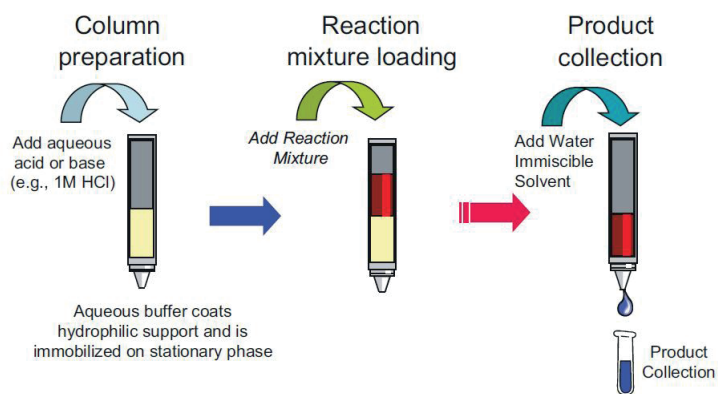 Column
preparation
Reaction
mixture loading
Product
collection
Add aqueous
acid or base
(e.g., 1M HCl)
Add Reaction
Mixture
Add Water
Immiscible
Solvent
Aqueous buffer coats
hydrophilic support and is
immobilized on stationary phase
Product
Collection